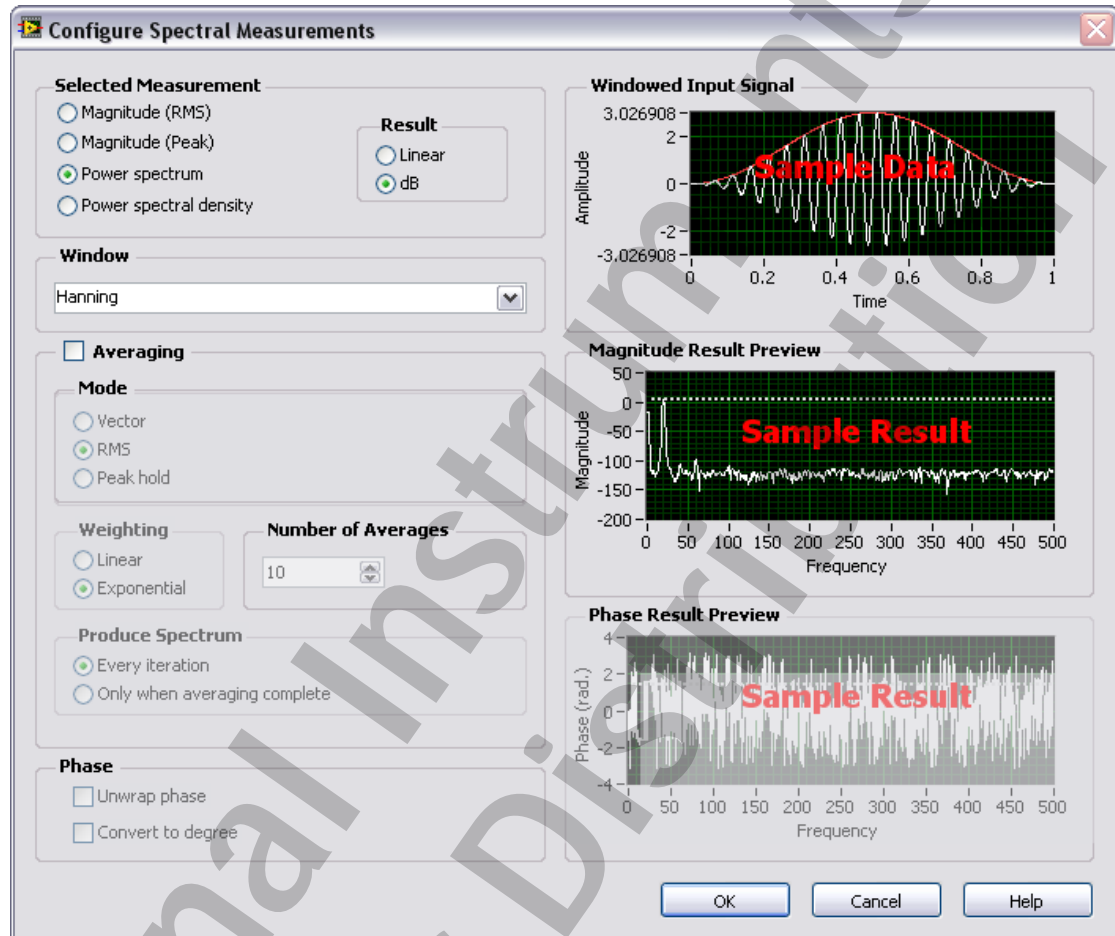 Configure Spectral Measurements
Selected Measurement
Magnitude (RMS)
Magnitude (Peak)
Power spectrum
Power spectral density
Result
Linear
dB
Window
Hanning
Averaging
Mode
Vector
RMS
Peak hold
Weighting
Linear
Exponential
Number of Averages
10
Produce Spectrum
Every iteration
Only when averaging complete
Phase
Unwrap phase
Convert to degree
Windowed Input Signal
3.026908
2
0
-2
-3.026908
Amplitude
Sample Data
0 0.2 0.4 0.6 0.8 1
Time
Magnitude Result Preview
50
0
-50
-100
-150
-200
Magnitude
Sample Result
0 50 100 150 200 250 300 350 400 450 500
Frequency
Phase Result Preview
4
2
0
-2
-4
Phase (rad.)
Sample Result
0 50 100 150 200 250 300 350 400 450 500
Frequency
OK Cancel Help